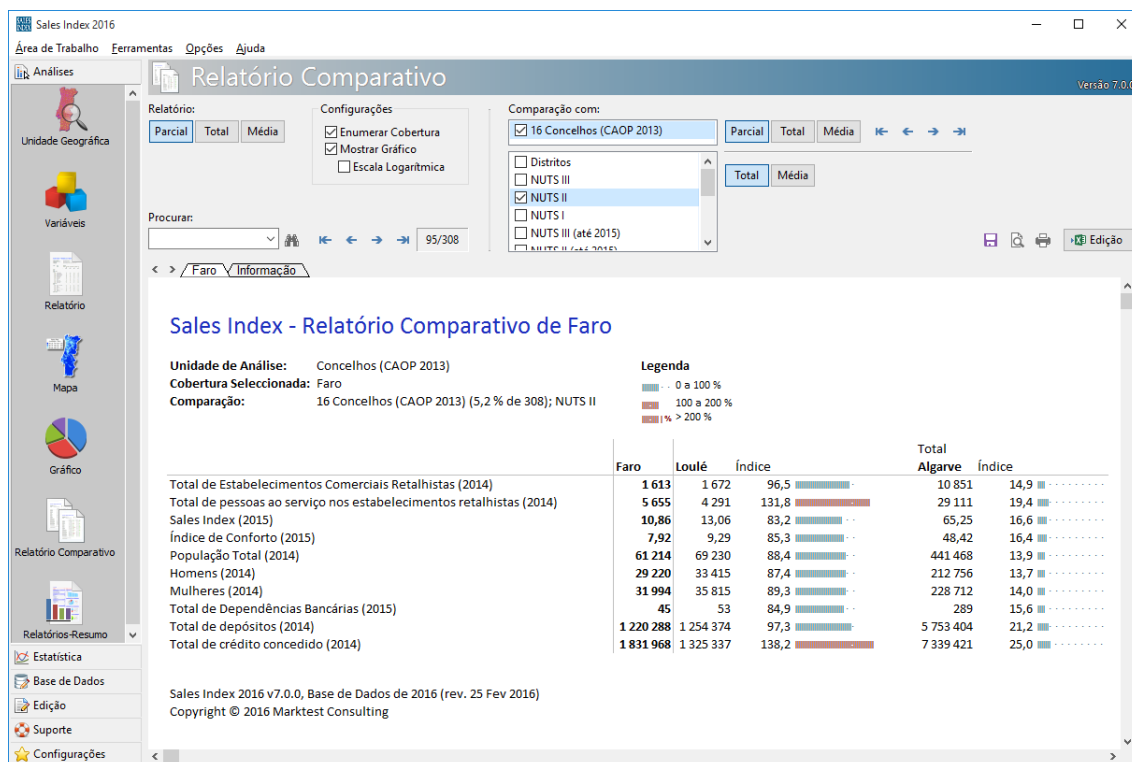 Sales Index 2016
Área de Trabalho Ferramentas Opções Ajuda
Análises
Relatório Comparativo
Versão 7.0.0
Unidade Geográfica
Variáveis
Relatório
Mapa
Gráfico
Relatório Comparativo
Relatórios-Resumo
Estatística
Base de Dados
Edição
Suporte
Configurações
Relatório:
Parcial Total Média
Configurações
Enumerar Cobertura
Mostrar Gráfico
Escala Logarítmica
Comparação com:
16 Concelhos (CAOP 2013)
Parcial Total Média
Distritos
NUTS III
NUTS II
NUTS I
NUTS III (até 2015)
NUTS II (até 2015)
Total Média
Procurar:
95/308
Edição
Faro Informação
Sales Index - Relatório Comparativo de Faro
Unidade de Análise: Concelhos (CAOP 2013)
Cobertura Seleccionada: Faro
Comparação: 16 Concelhos (CAOP 2013) (5,2 % de 308); NUTS II
Legenda
0 a 100 %
100 a 200 %
% > 200 %
Total
Faro Loulé Índice Algarve Índice
Total de Estabelecimentos Comerciais Retalhistas (2014) 1 613 1 672 96,5 10 851 14,9
Total de pessoas ao serviço nos estabelecimentos retalhistas (2014) 5 655 4 291 131,8 29 111 19,4
Sales Index (2015) 10,86 13,06 83,2 65,25 16,6
Índice de Conforto (2015) 7,92 9,29 85,3 48,42 16,4
População Total (2014) 61 214 69 230 88,4 441 468 13,9
Homens (2014) 29 220 33 415 87,4 212 756 13,7
Mulheres (2014) 31 994 35 815 89,3 228 712 14,0
Total de Dependências Bancárias (2015) 45 53 84,9 289 15,6
Total de depósitos (2014) 1 220 288 1 254 374 97,3 5 753 404 21,2
Total de crédito concedido (2014) 1 831 968 1 325 337 138,2 7 339 421 25,0
Sales Index 2016 v7.0.0, Base de Dados de 2016 (rev. 25 Fev 2016)
Copyright © 2016 Marktest Consulting